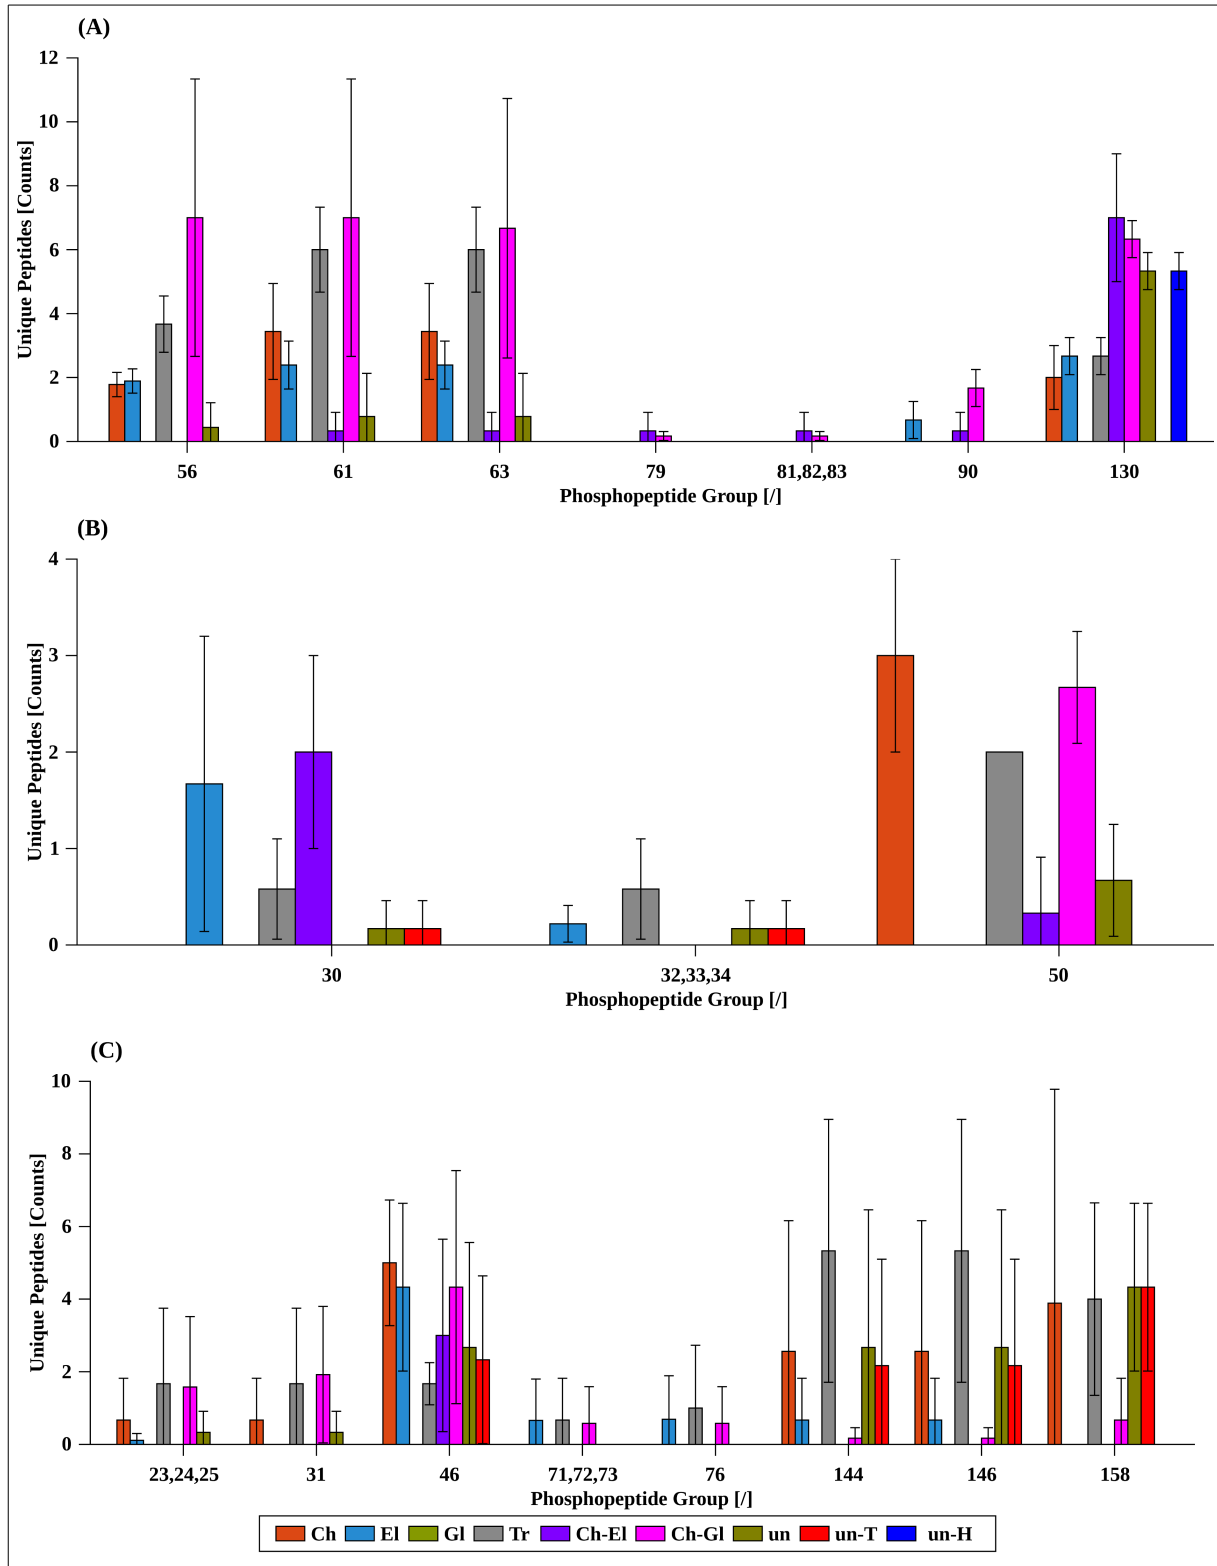 (A)
12
10
8
6
4
2
0
Unique Peptides [Counts]
56 61 63 79 81,82,83 90 130
Phosphopeptide Group [/]
(B)
4
3
2
1
0
Unique Peptides [Counts]
30 32,33,34 50
Phosphopeptide Group [/]
(C)
10
8
6
4
2
0
Unique Peptides [Counts]
23,24,25 31 46 71,72,73 76 144 146 158
Phosphopeptide Group [/]
Ch El Gl Tr Ch-El Ch-Gl un un-T un-H